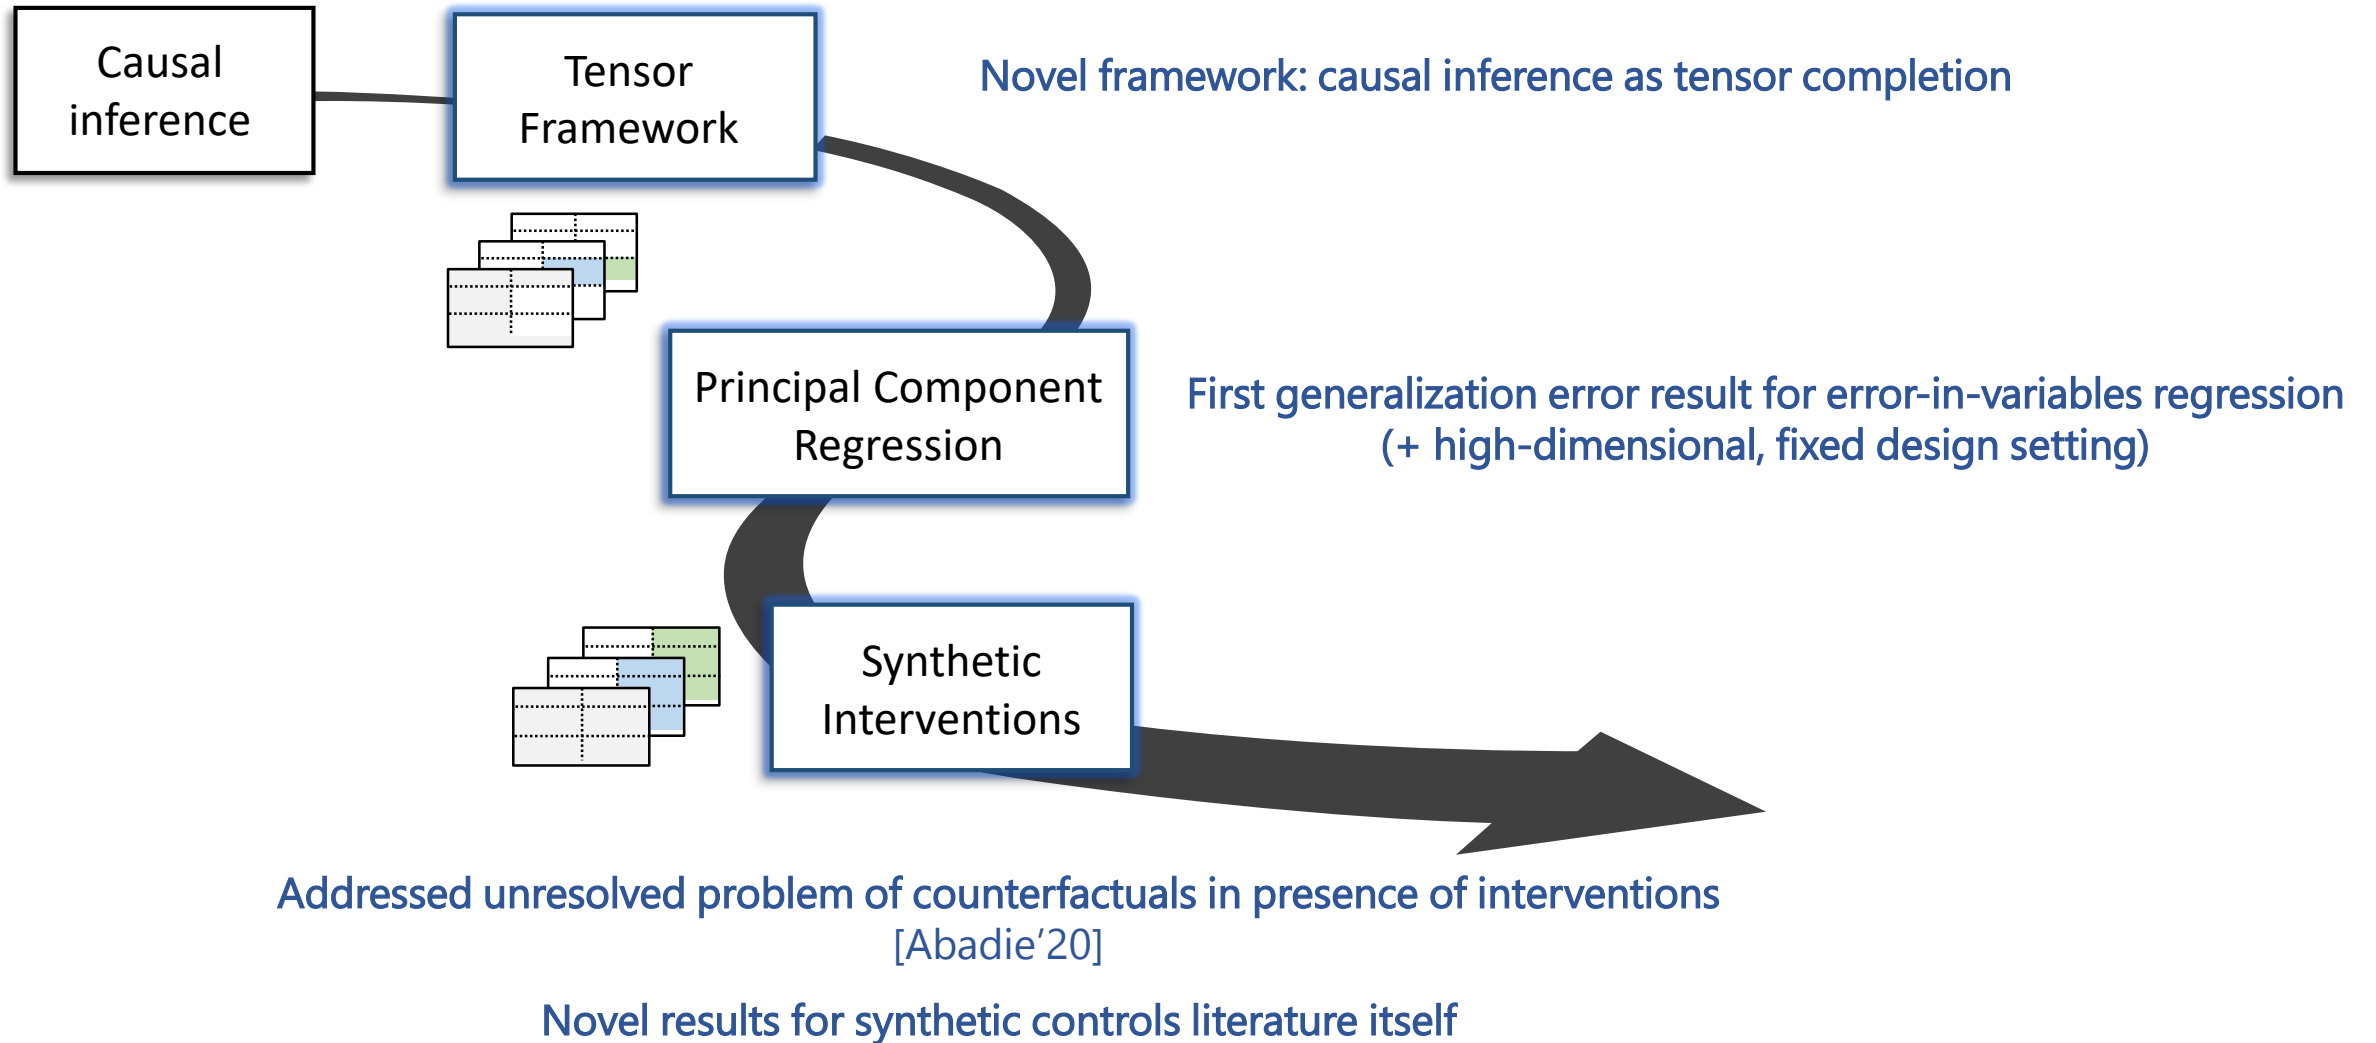 Causal
inference
Tensor
Framework
Novel framework: causal inference as tensor completion
Principal Component
Regression
First generalization error result for error-in-variables regression
(+ high-dimensional, fixed design setting)
Synthetic
Interventions
Addressed unresolved problem of counterfactuals in presence of interventions
[Abadie’20]
Novel results for synthetic controls literature itself